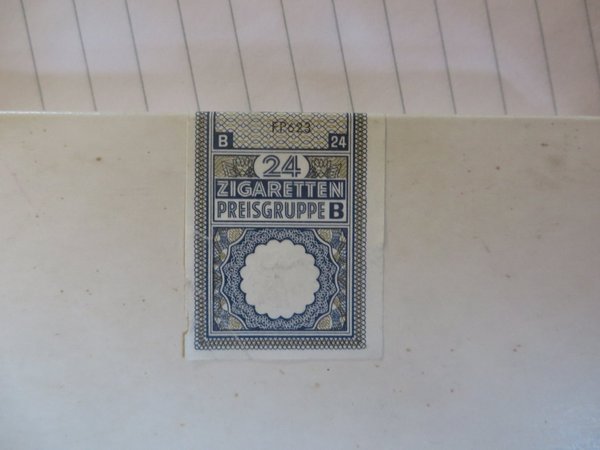 FP623
B 24
24
ZIGARETTEN
PREISGRUPPE B